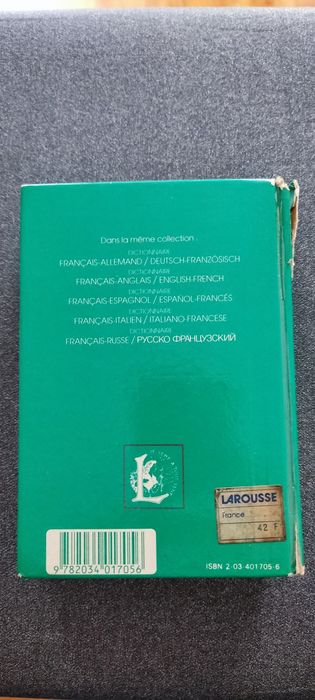 Dans la même collection :
DICTIONNAIRE
FRANÇAIS-ALLEMAND / DEUTSCH-FRANZÖSISCH
DICTIONNAIRE
FRANÇAIS-ANGLAIS / ENGLISH-FRENCH
DICTIONNAIRE
FRANÇAIS-ESPAGNOL / ESPAÑOL-FRANCÉS
DICTIONNAIRE
FRANÇAIS-ITALIEN / ITALIANO-FRANCESE
DICTIONNAIRE
FRANÇAIS-RUSSE / РУССКО ФРАНЦУЗСКИЙ
L
LAROUSSE
France
42 F
9 782034 017056
ISBN 2-03-401705-6